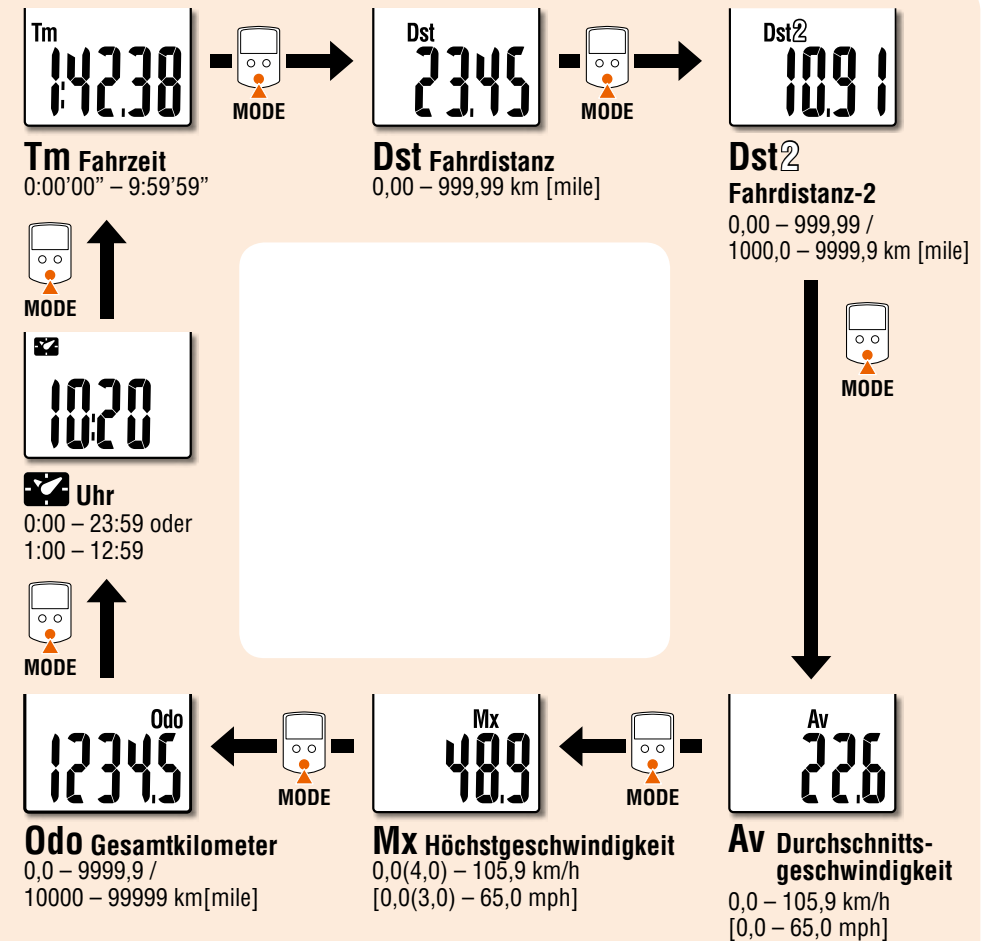 Tm
1:42.38
MODE
Tm Fahrzeit
0:00’00” – 9:59’59”
Dst
23.45
MODE
Dst Fahrdistanz
0,00 – 999,99 km [mile]
Dst2
10.91
Dst2
Fahrdistanz-2
0,00 – 999,99 /
1000,0 – 9999,9 km [mile]
MODE
Av
22.6
Av Durchschnitts-
geschwindigkeit
0,0 – 105,9 km/h
[0,0 – 65,0 mph]
MODE
Mx
48.9
Mx Höchstgeschwindigkeit
0,0(4,0) – 105,9 km/h
[0,0(3,0) – 65,0 mph]
MODE
Odo
1234.5
Odo Gesamtkilometer
0,0 – 9999,9 /
10000 – 99999 km[mile]
MODE
10:20
Uhr
0:00 – 23:59 oder
1:00 – 12:59
MODE